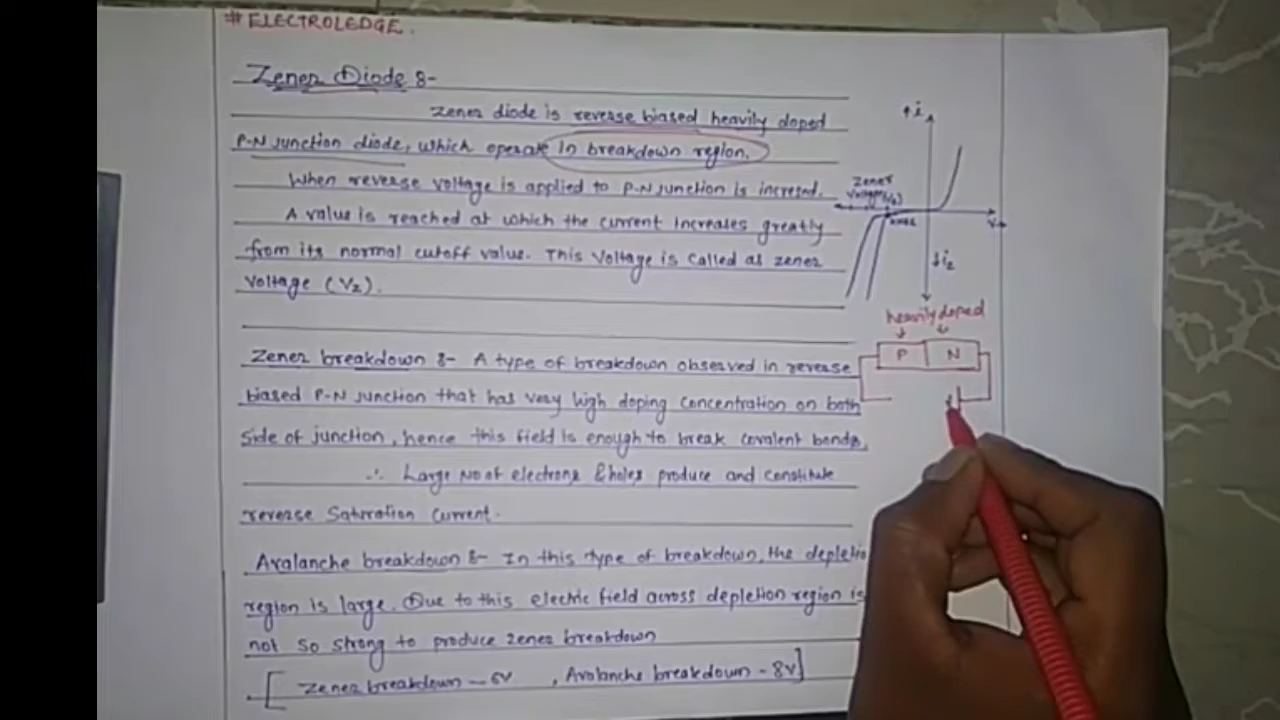 #ELECTROLEDGE.
Zener Diode :-
Zener diode is reverse biased heavily doped
P-N junction diode, which operate in breakdown region.
When reverse voltage is applied to P-N junction is incresed.
A value is reached at which the current increases greatly
from its normal cutoff value. This Voltage is called as zener
Voltage (Vz).
Zener breakdown :- A type of breakdown observed in reverse
biased P-N junction that has very high doping concentration on both
side of junction, hence this field is enough to break covalent bonds,
∴ Large No of electrons & holes produce and constitute
reverse Saturation Current.
Avalanche breakdown :- In this type of breakdown, the depletio
region is large. Due to this electric field across depletion region is
not so strong to produce zener breakdown
[ Zener breakdown - 6V , Avalanche breakdown - 8V]
+i
Zener
Voltage(Vz)
V+
iz
heavily doped
P N